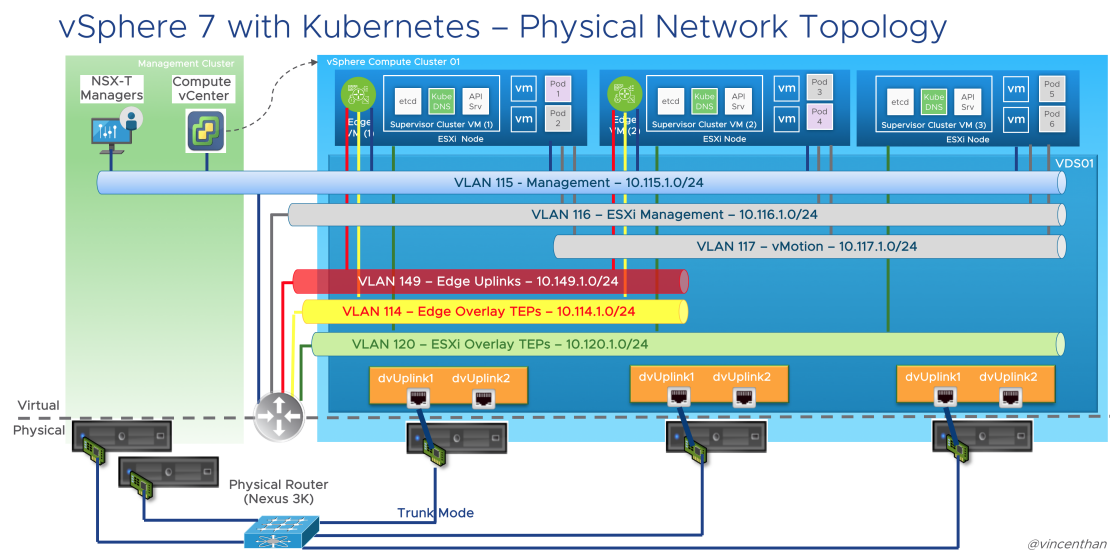 vSphere 7 with Kubernetes – Physical Network Topology
Management Cluster
NSX-T
Managers
Compute
vCenter
vSphere Compute Cluster 01
Edge
VM (1)
etcd
Kube
DNS
API
Srv
Supervisor Cluster VM (1)
ESXi Node
vm
vm
Pod
1
Pod
2
Edge
VM (2)
etcd
Kube
DNS
API
Srv
Supervisor Cluster VM (2)
ESXi Node
vm
vm
Pod
3
Pod
4
etcd
Kube
DNS
API
Srv
Supervisor Cluster VM (3)
ESXi Node
vm
vm
Pod
5
Pod
6
VDS01
VLAN 115 - Management – 10.115.1.0/24
VLAN 116 – ESXi Management – 10.116.1.0/24
VLAN 117 – vMotion – 10.117.1.0/24
VLAN 149 – Edge Uplinks – 10.149.1.0/24
VLAN 114 – Edge Overlay TEPs – 10.114.1.0/24
VLAN 120 – ESXi Overlay TEPs – 10.120.1.0/24
dvUplink1 dvUplink2
dvUplink1 dvUplink2
dvUplink1 dvUplink2
Virtual
Physical
Physical Router
(Nexus 3K)
Trunk Mode
@vincenthan